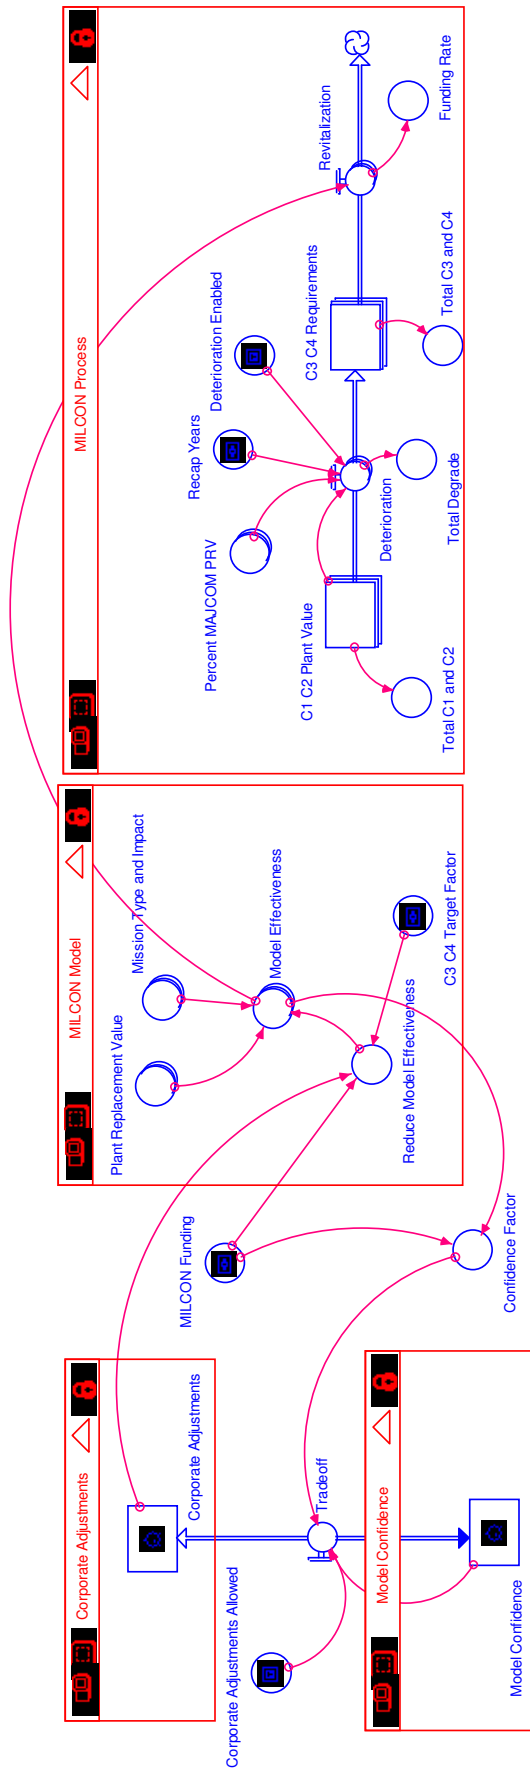 Corporate Adjustments
Corporate Adjustments
Corporate Adjustments Allowed
Tradeoff
Model Confidence
Model Confidence
MILCON Funding
Confidence Factor
MILCON Model
Plant Replacement Value
Mission Type and Impact
Model Effectiveness
Reduce Model Effectiveness
C3 C4 Target Factor
MILCON Process
Percent MAJCOM PRV
Recap Years
Deterioration Enabled
C1 C2 Plant Value
Deterioration
C3 C4 Requirements
Revitalization
Total C1 and C2
Total Degrade
Total C3 and C4
Funding Rate